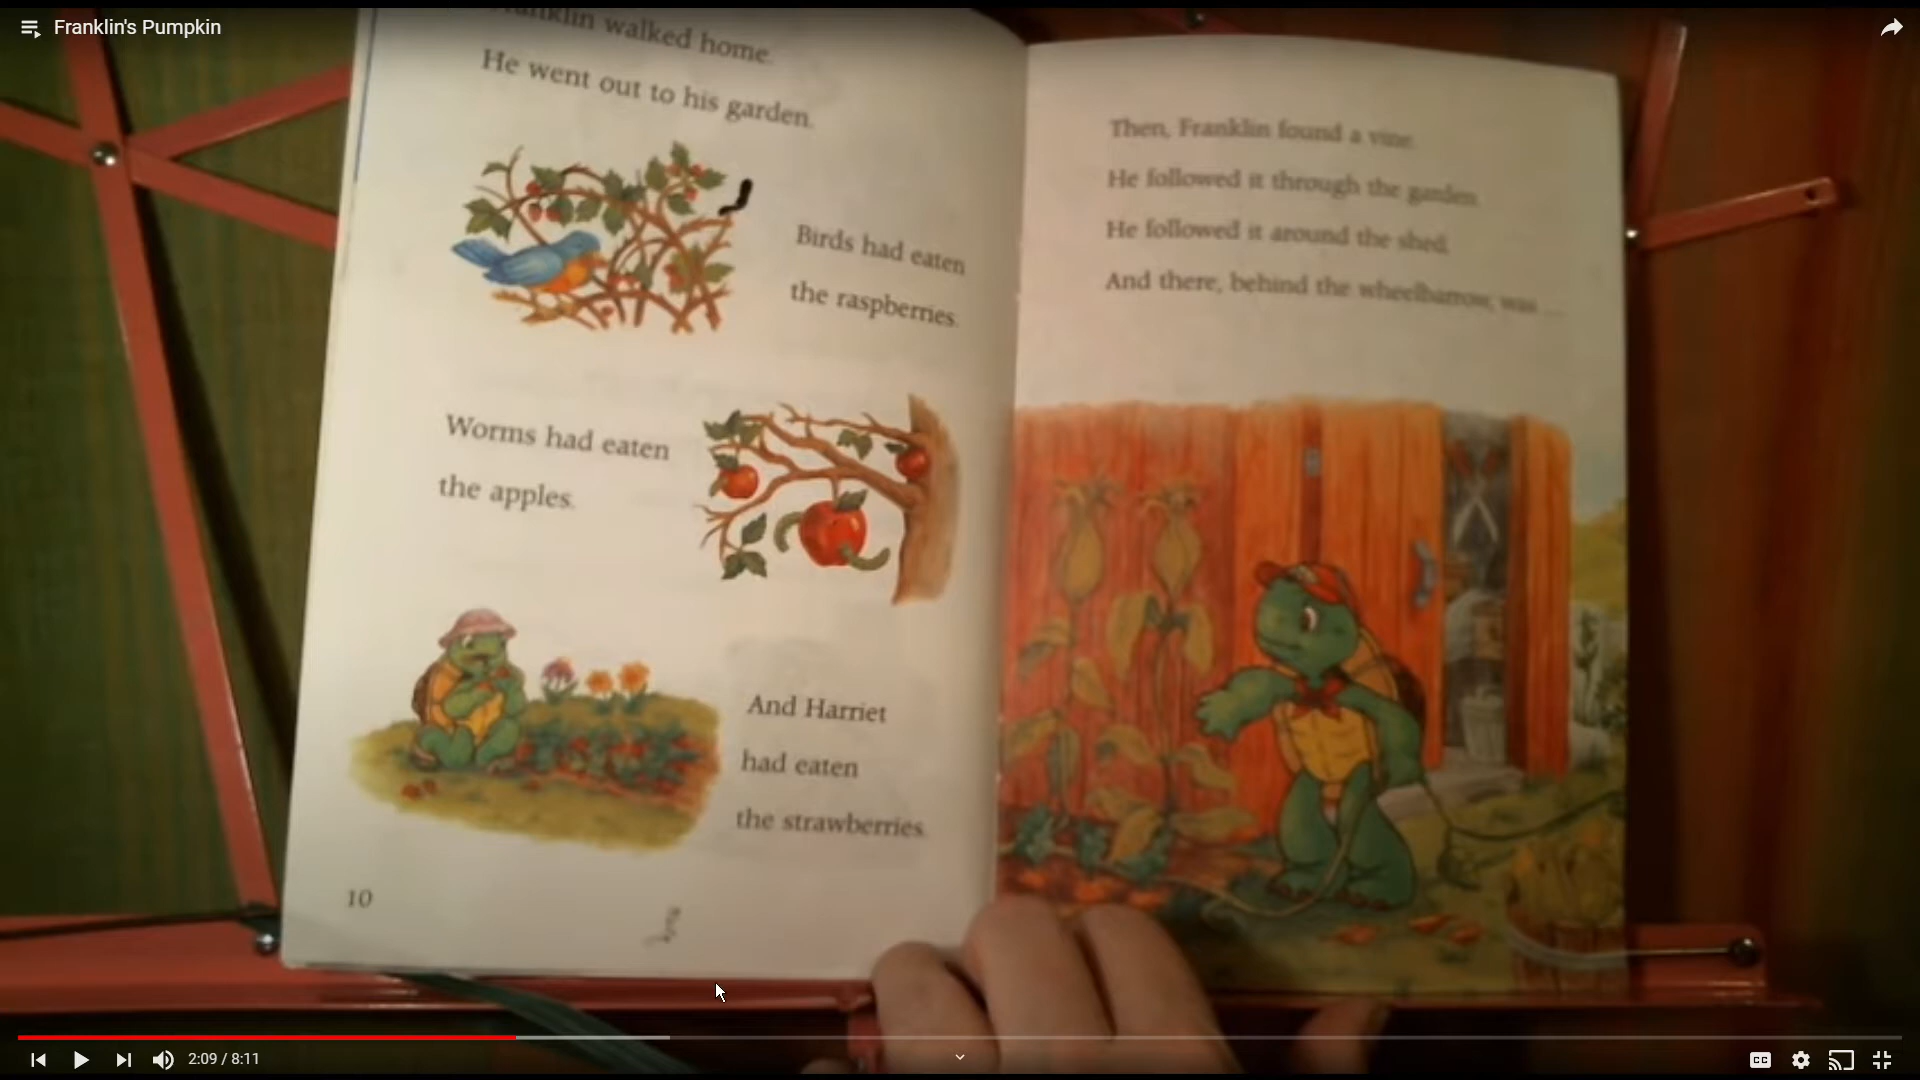 Franklin's Pumpkin
Franklin walked home.
He went out to his garden.
Birds had eaten
the raspberries.
Worms had eaten
the apples.
And Harriet
had eaten
the strawberries.
10
Then, Franklin found a vine.
He followed it through the garden.
He followed it around the shed.
And there, behind the wheelbarrow, was ...
2:09 / 8:11
CC